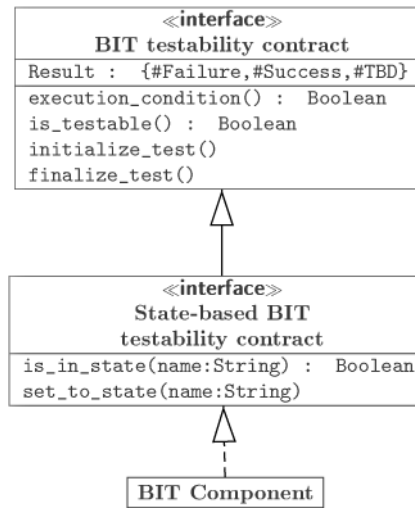 ≪interface≫
BIT testability contract
Result : {#Failure,#Success,#TBD}
execution_condition() : Boolean
is_testable() : Boolean
initialize_test()
finalize_test()
≪interface≫
State-based BIT
testability contract
is_in_state(name:String) : Boolean
set_to_state(name:String)
BIT Component